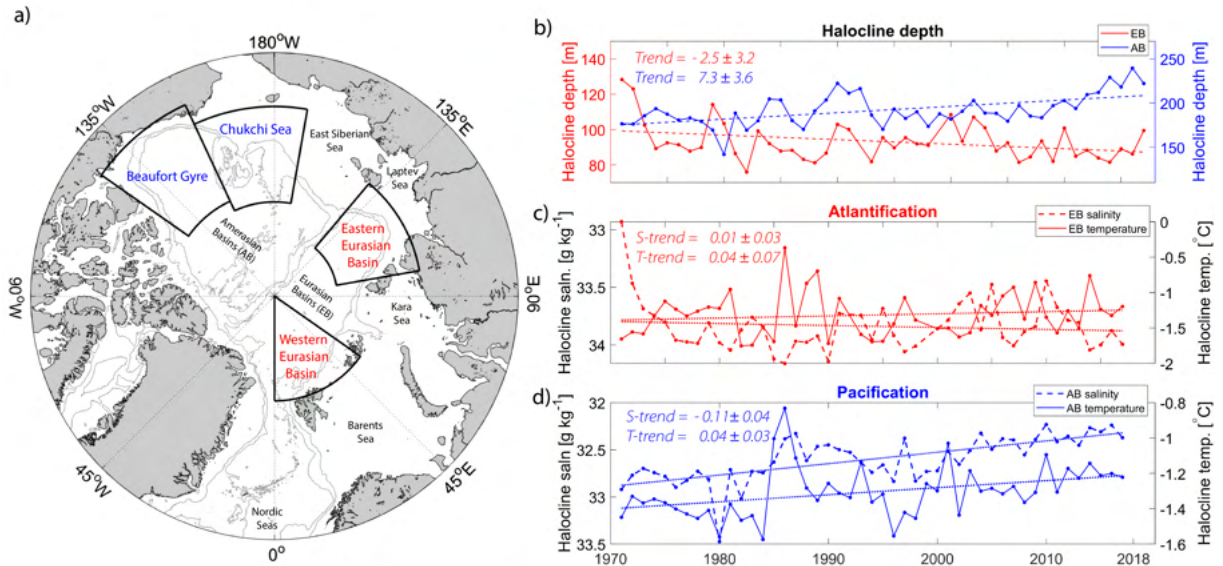 a)
180°W
135°W
135°E
Chukchi Sea
East Siberian
Sea
Beaufort Gyre
Laptev
Sea
Amerasian
Basins (AB)
Eastern
Eurasian
Basin
90°W
Eurasian
Basins (EB)
90°E
Kara
Sea
Western
Eurasian
Basin
Barents
Sea
45°W
45°E
Nordic
Seas
0°
b)
Halocline depth
EB
AB
Halocline depth [m]
140
120
100
80
Trend = - 2.5 ± 3.2
Trend = 7.3 ± 3.6
250
200
150
Halocline depth [m]
c)
Atlantification
EB salinity
EB temperature
Halocline saln. [g kg⁻¹]
33
33.5
34
S-trend = 0.01 ± 0.03
T-trend = 0.04 ± 0.07
0
-0.5
-1
-1.5
-2
Halocline temp. [°C]
d)
Pacification
AB salinity
AB temperature
Halocline saln [g kg⁻¹]
32
32.5
33
33.5
S-trend = - 0.11 ± 0.04
T-trend = 0.04 ± 0.03
-0.8
-1
-1.2
-1.4
-1.6
Halocline temp. [°C]
1970
1980
1990
2000
2010
2018